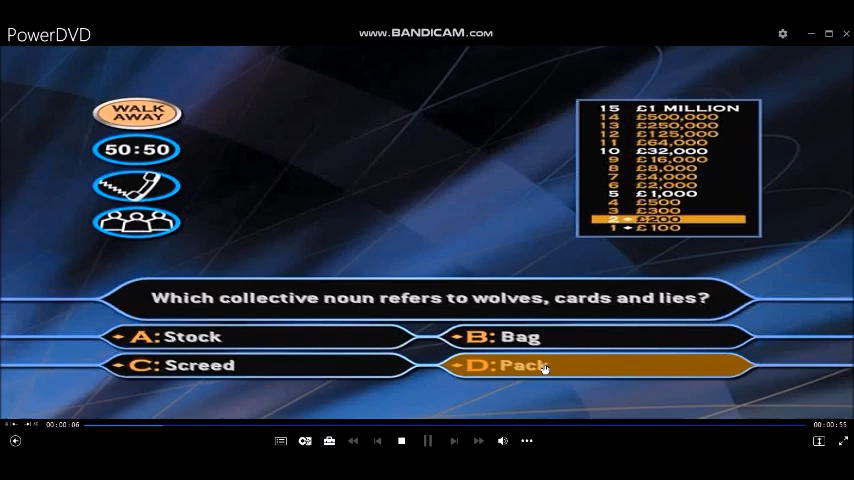 PowerDVD
www.BANDICAM.com
WALK
AWAY
50:50
15 £1 MILLION
14 £500,000
13 £250,000
12 £125,000
11 £64,000
10 £32,000
9 £16,000
8 £8,000
7 £4,000
6 £2,000
5 £1,000
4 £500
3 £300
2 £200
1 £100
Which collective noun refers to wolves, cards and lies?
A: Stock
B: Bag
C: Screed
D: Pack
00:00:06
00:00:55